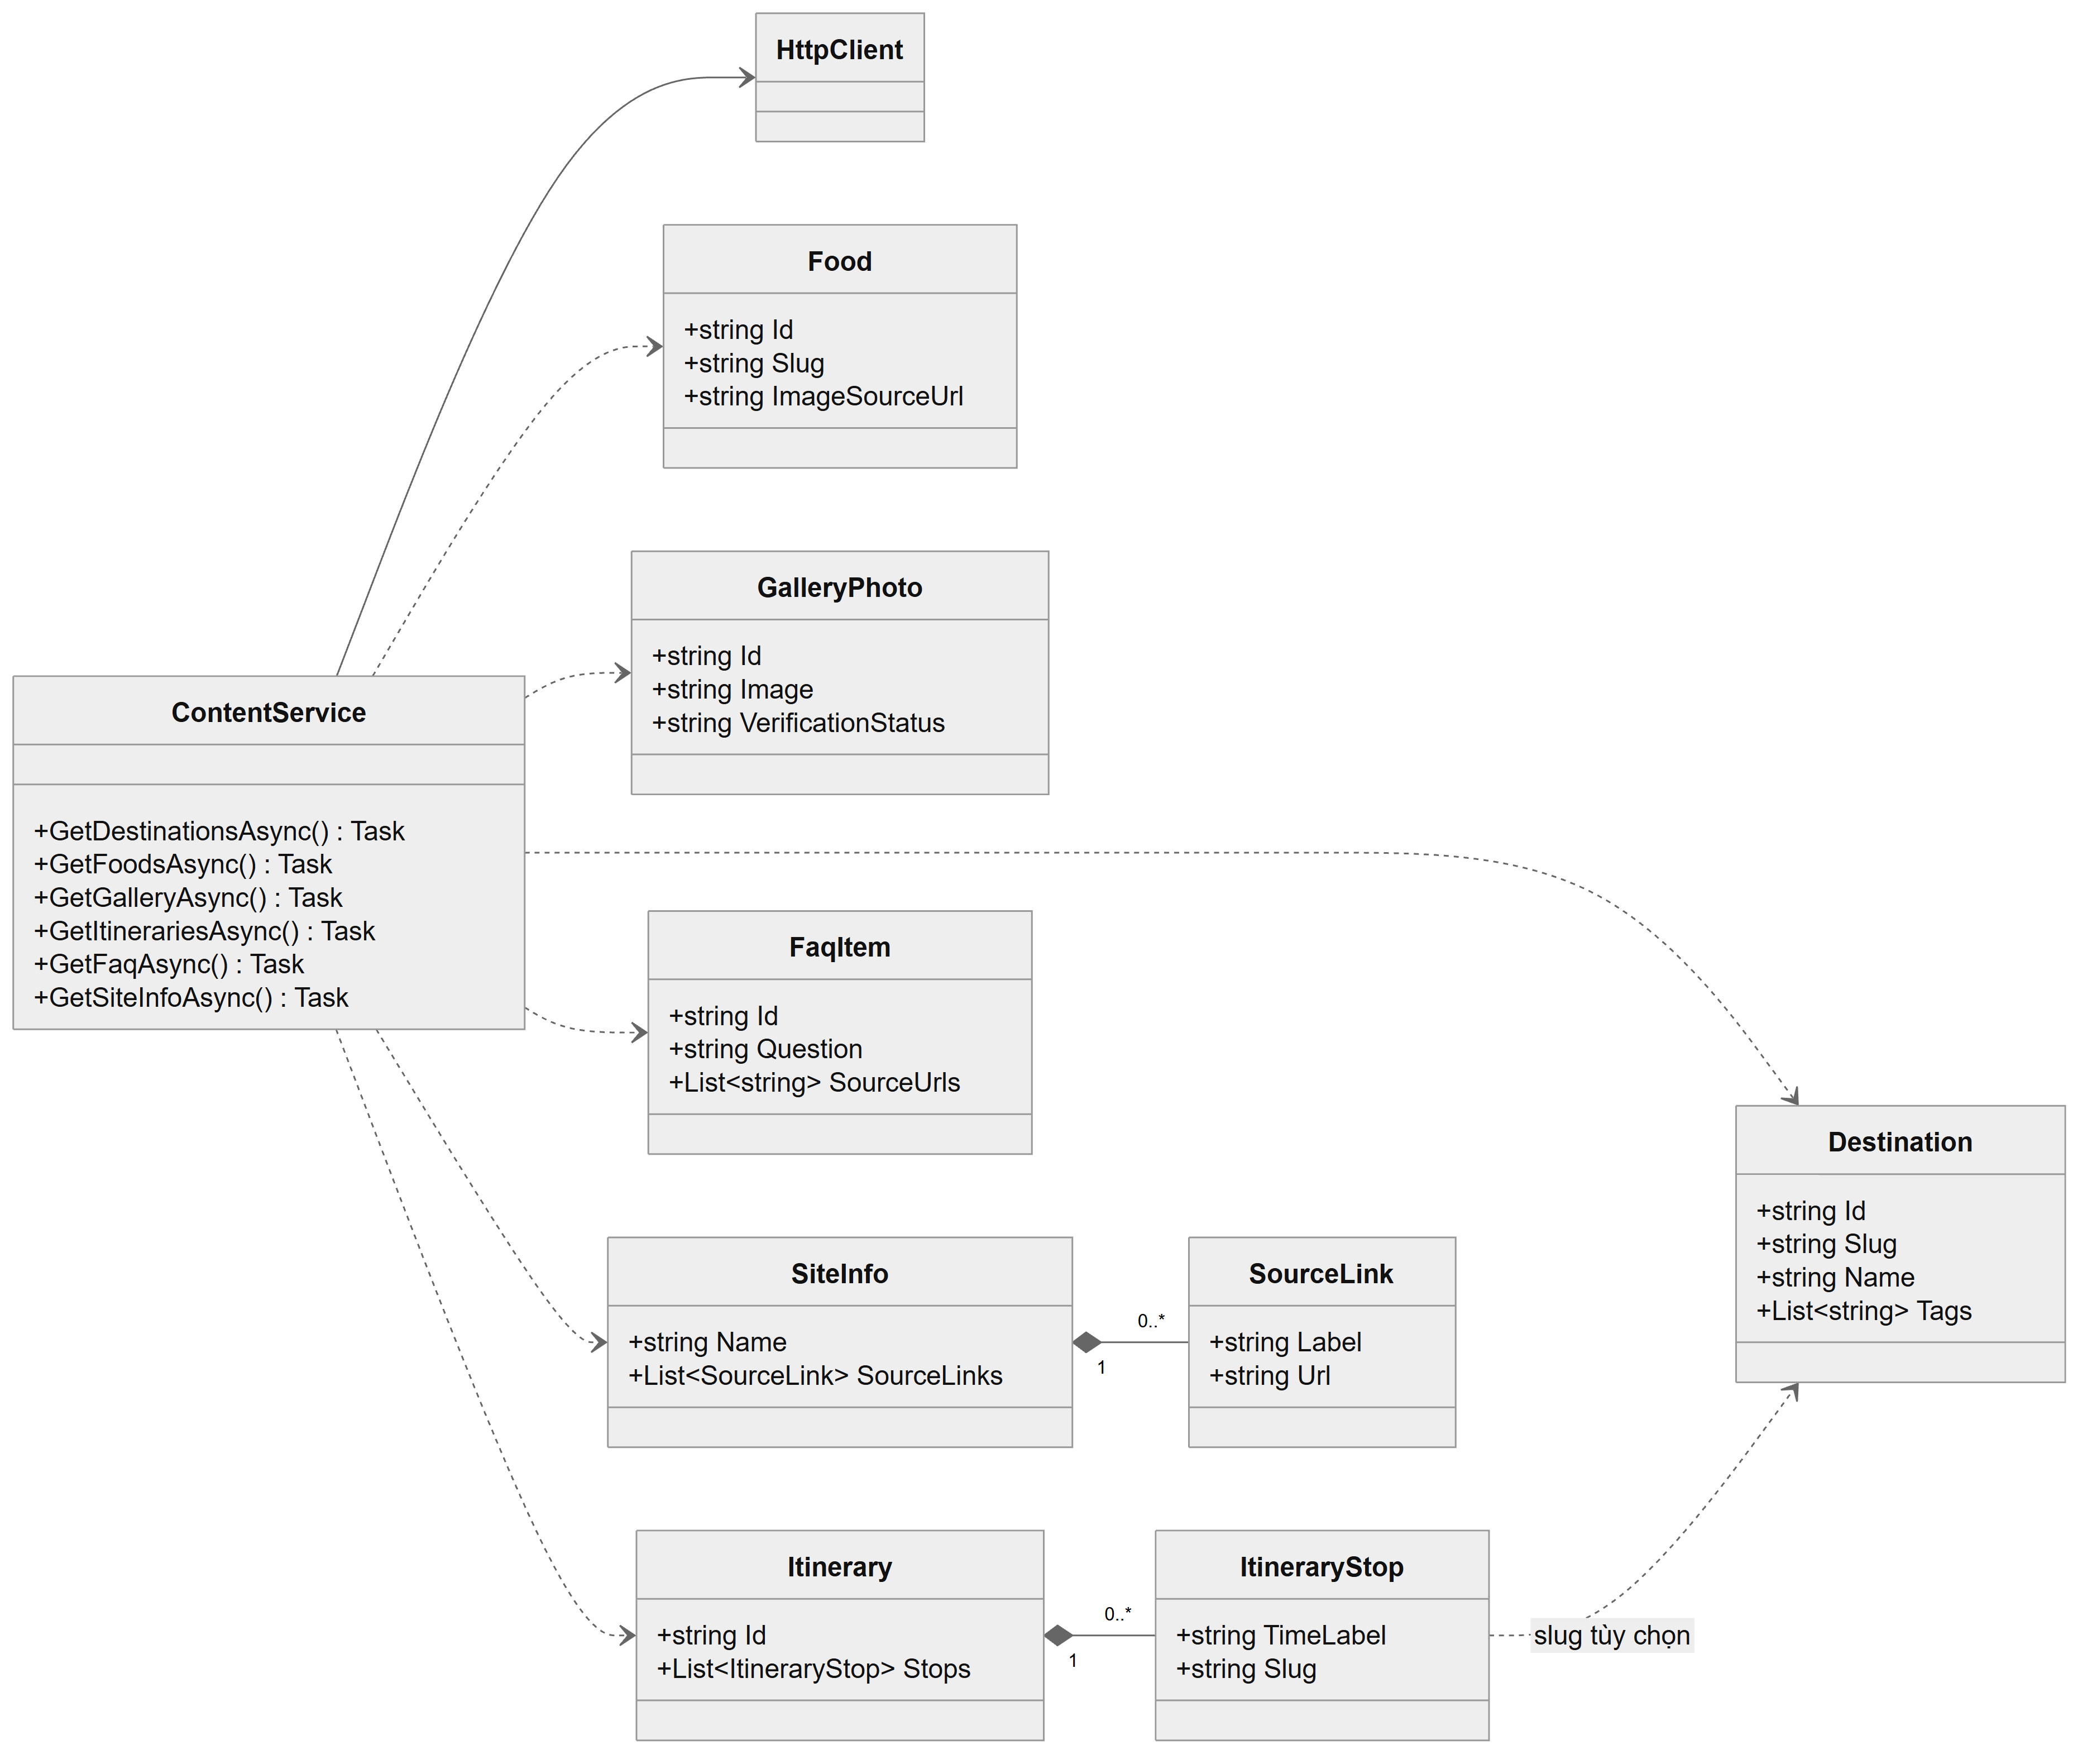 HttpClient
Food
+string Id
+string Slug
+string ImageSourceUrl
GalleryPhoto
+string Id
+string Image
+string VerificationStatus
ContentService
+GetDestinationsAsync() : Task
+GetFoodsAsync() : Task
+GetGalleryAsync() : Task
+GetItinerariesAsync() : Task
+GetFaqAsync() : Task
+GetSiteInfoAsync() : Task
FaqItem
+string Id
+string Question
+List<string> SourceUrls
Destination
+string Id
+string Slug
+string Name
+List<string> Tags
SiteInfo
+string Name
+List<SourceLink> SourceLinks
0..*
1
SourceLink
+string Label
+string Url
Itinerary
+string Id
+List<ItineraryStop> Stops
0..*
1
ItineraryStop
+string TimeLabel
+string Slug
slug tùy chọn